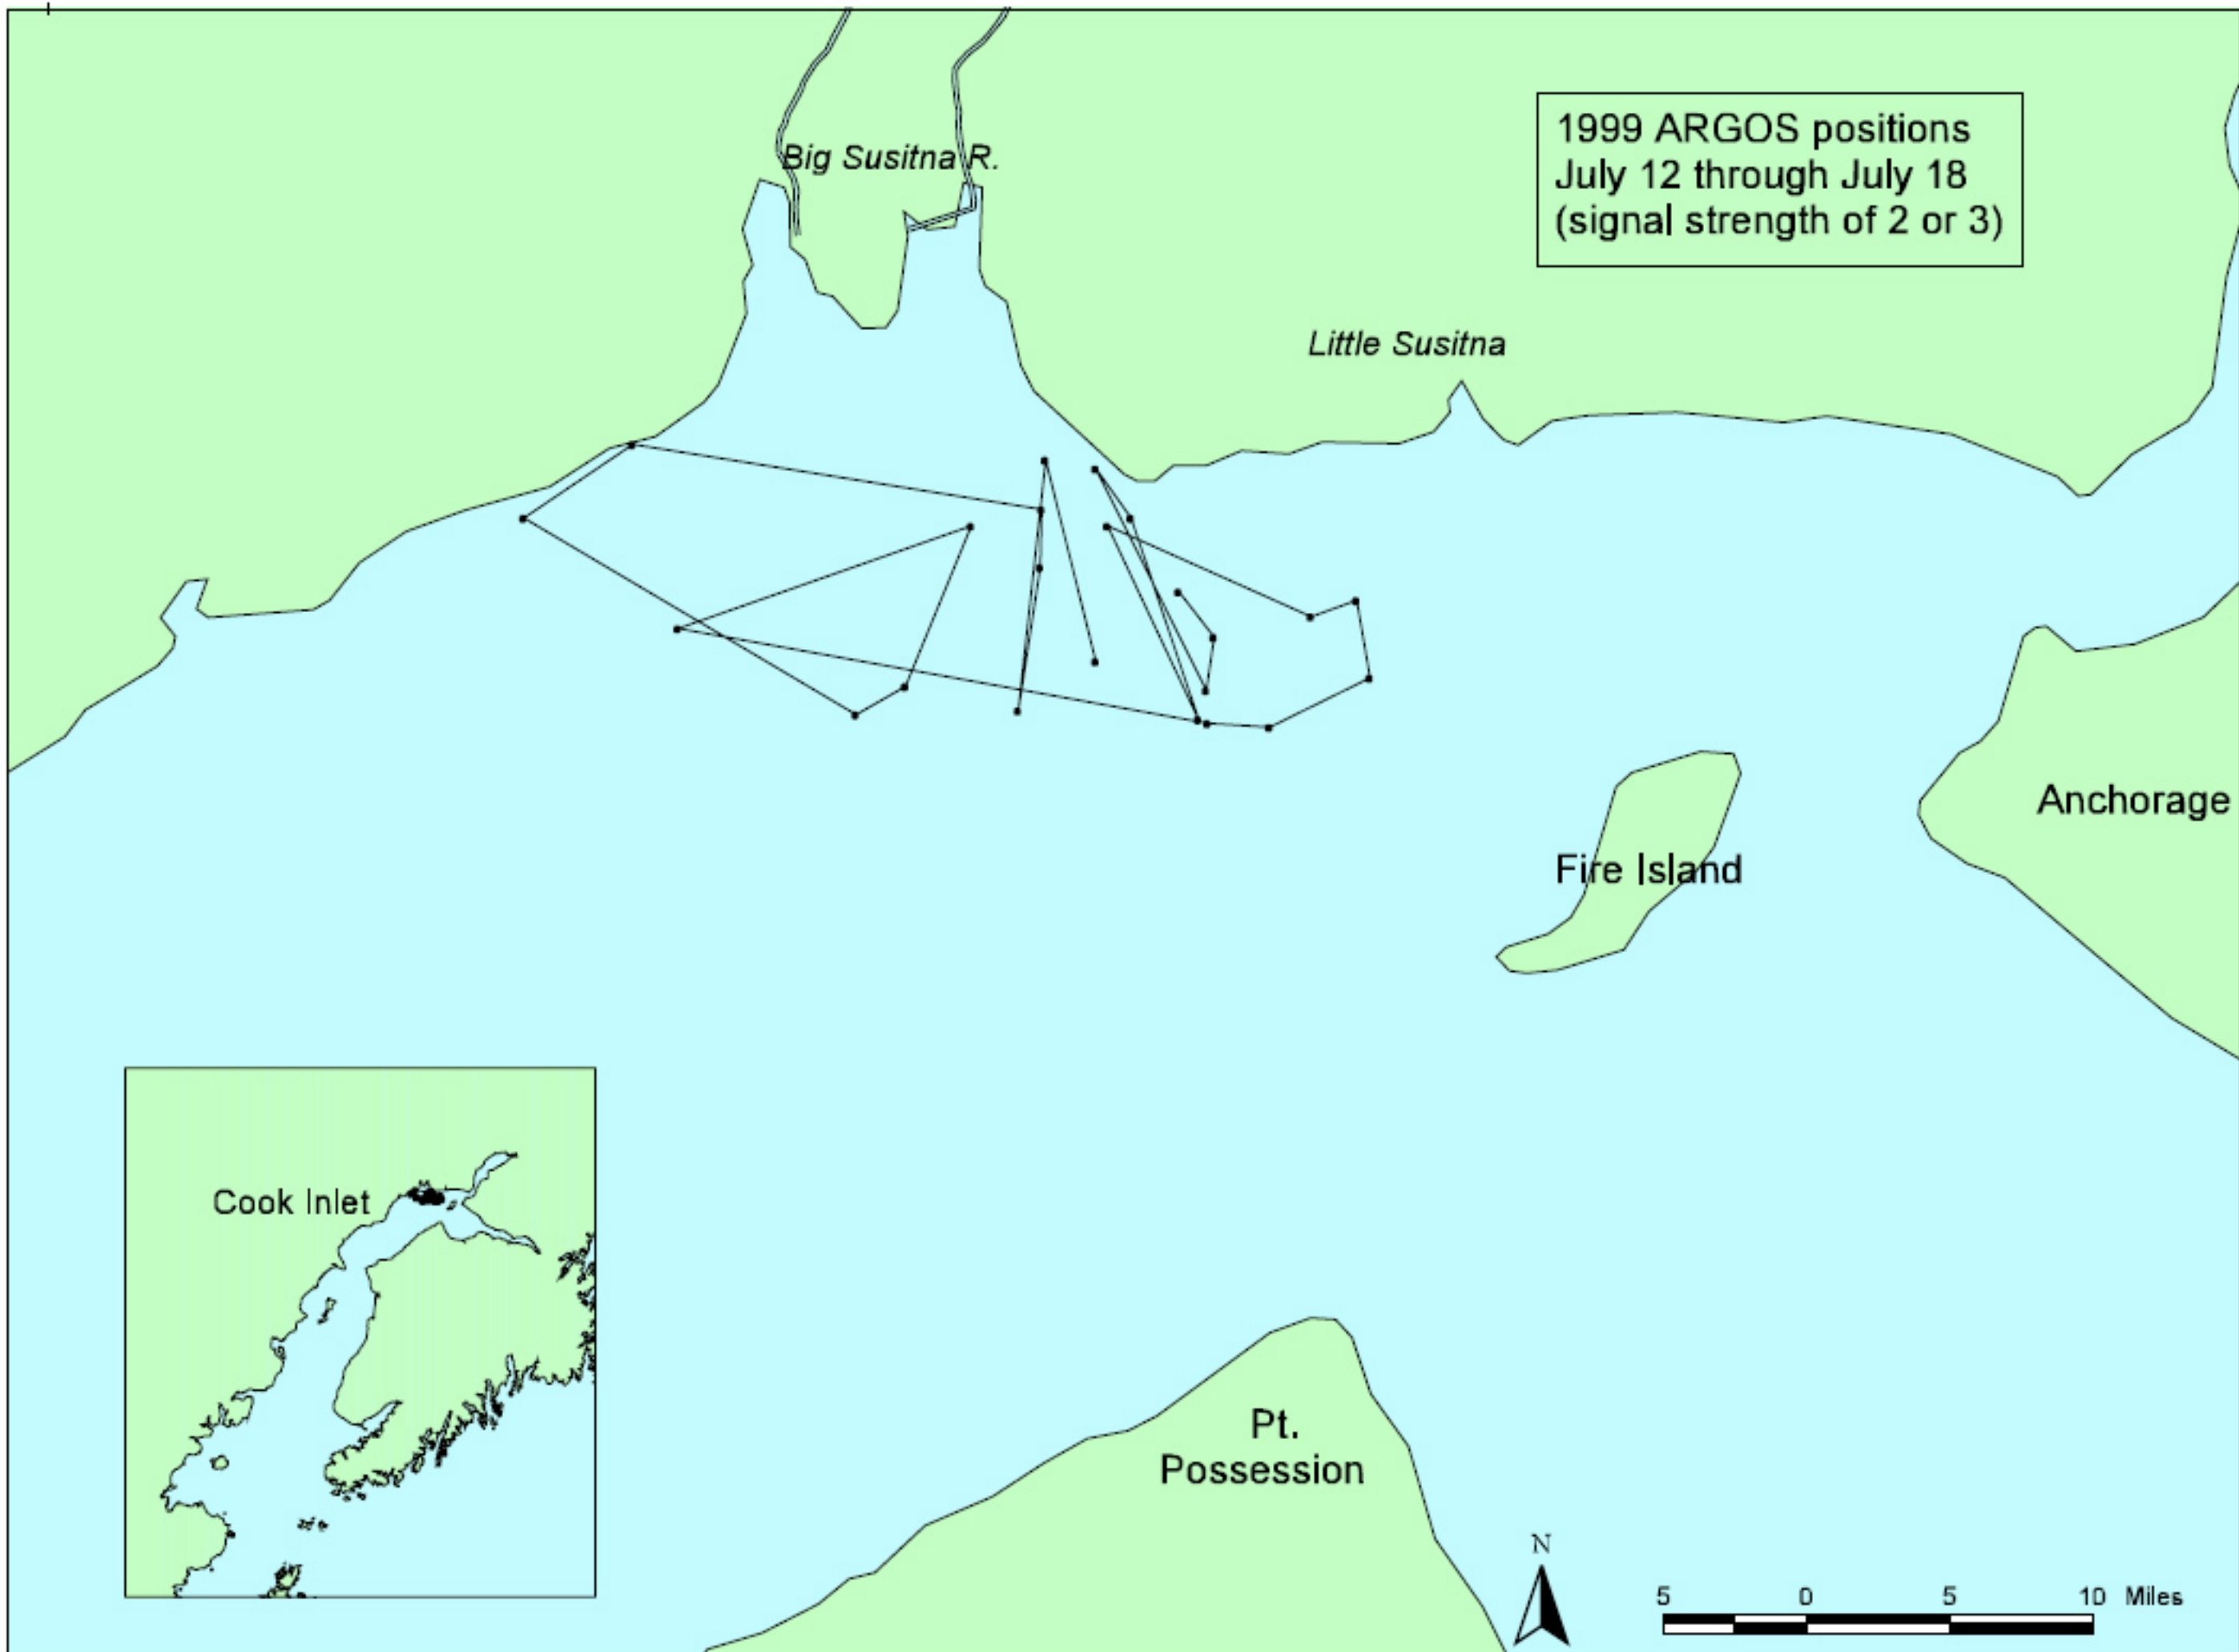 Big Susitna R.
1999 ARGOS positions
July 12 through July 18
(signal strength of 2 or 3)
Little Susitna
Anchorage
Fire Island
Cook Inlet
Pt.
Possession
N
5 0 5 10 Miles